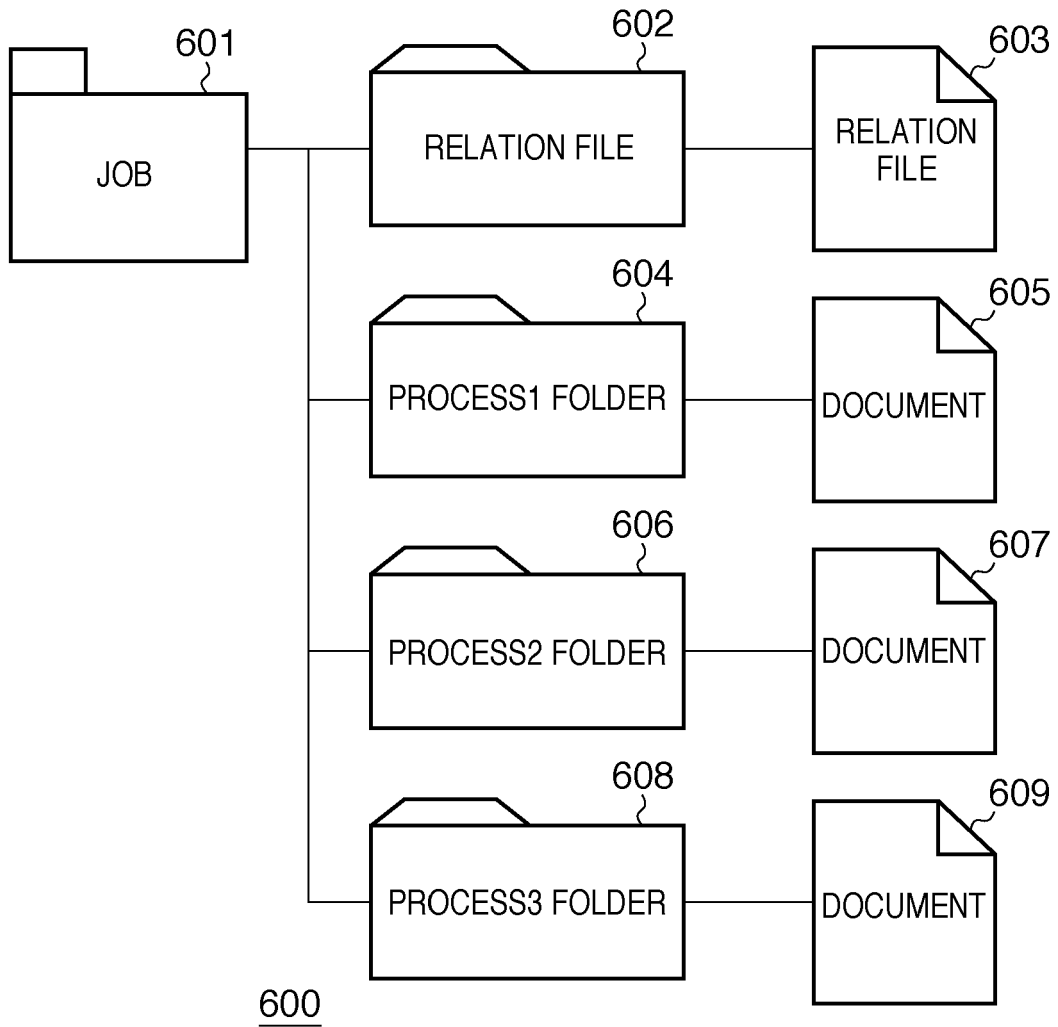 601
602
603
JOB
RELATION FILE
RELATION
FILE
604
605
PROCESS1 FOLDER
DOCUMENT
606
607
PROCESS2 FOLDER
DOCUMENT
608
609
PROCESS3 FOLDER
DOCUMENT
600